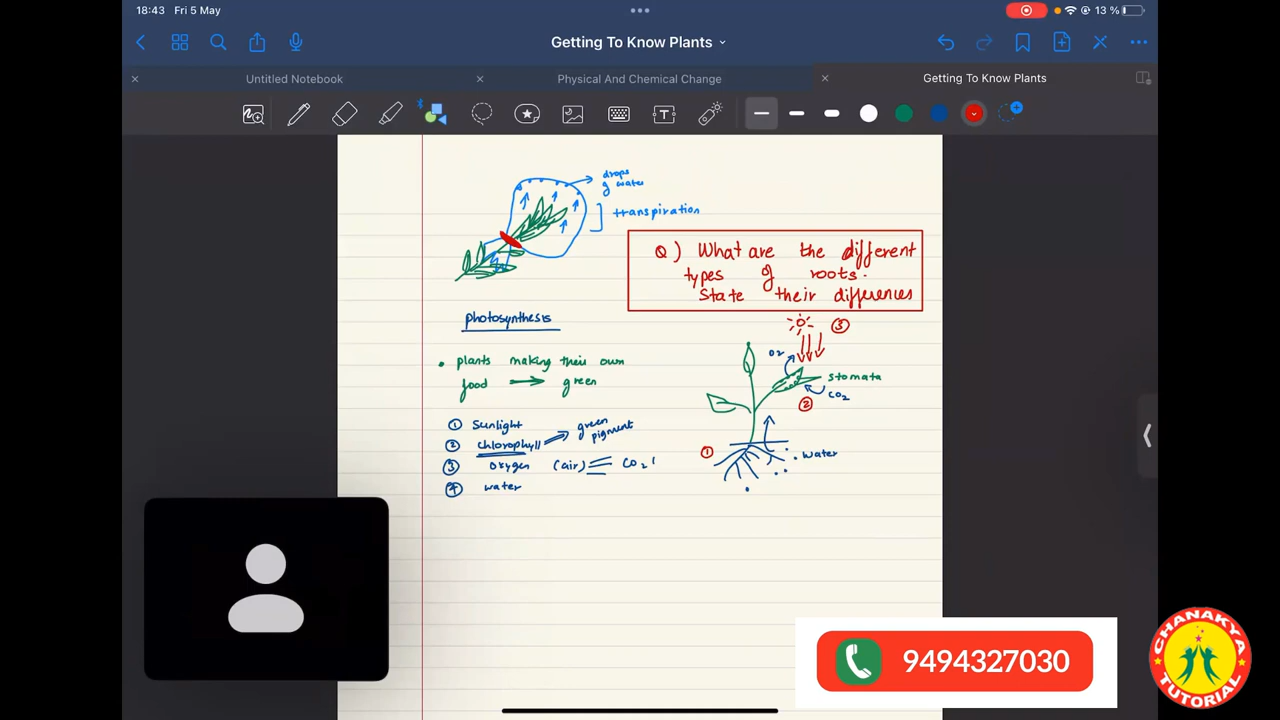 18:43 Fri 5 May
13 %
Getting To Know Plants
Untitled Notebook
Physical And Chemical Change
Getting To Know Plants
drops
of water
transpiration
Q) What are the different
types of roots.
State their differences
photosynthesis
• plants making their own
food → green
① Sunlight
② chlorophyll ⇒ green
pigment
③ oxygen (air) = CO2
④ water
③
O2
stomata
CO2
②
①
water
9494327030
CHANAKYA
TUTORIAL